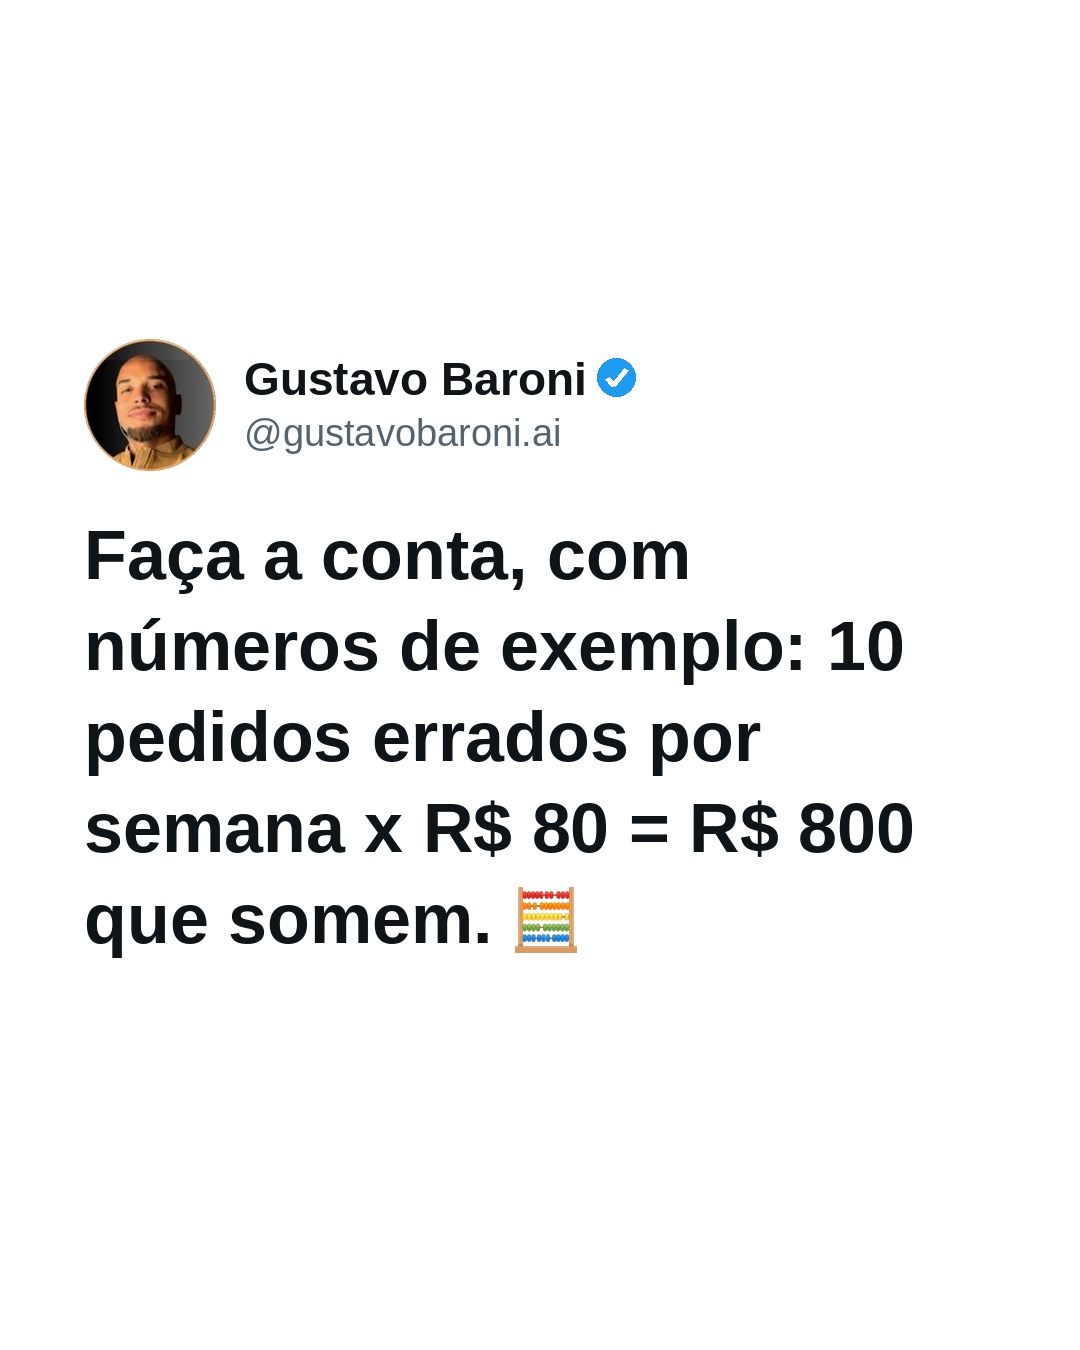 Gustavo Baroni
@gustavobaroni.ai
Faça a conta, com
números de exemplo: 10
pedidos errados por
semana x R$ 80 = R$ 800
que somem. 🧮